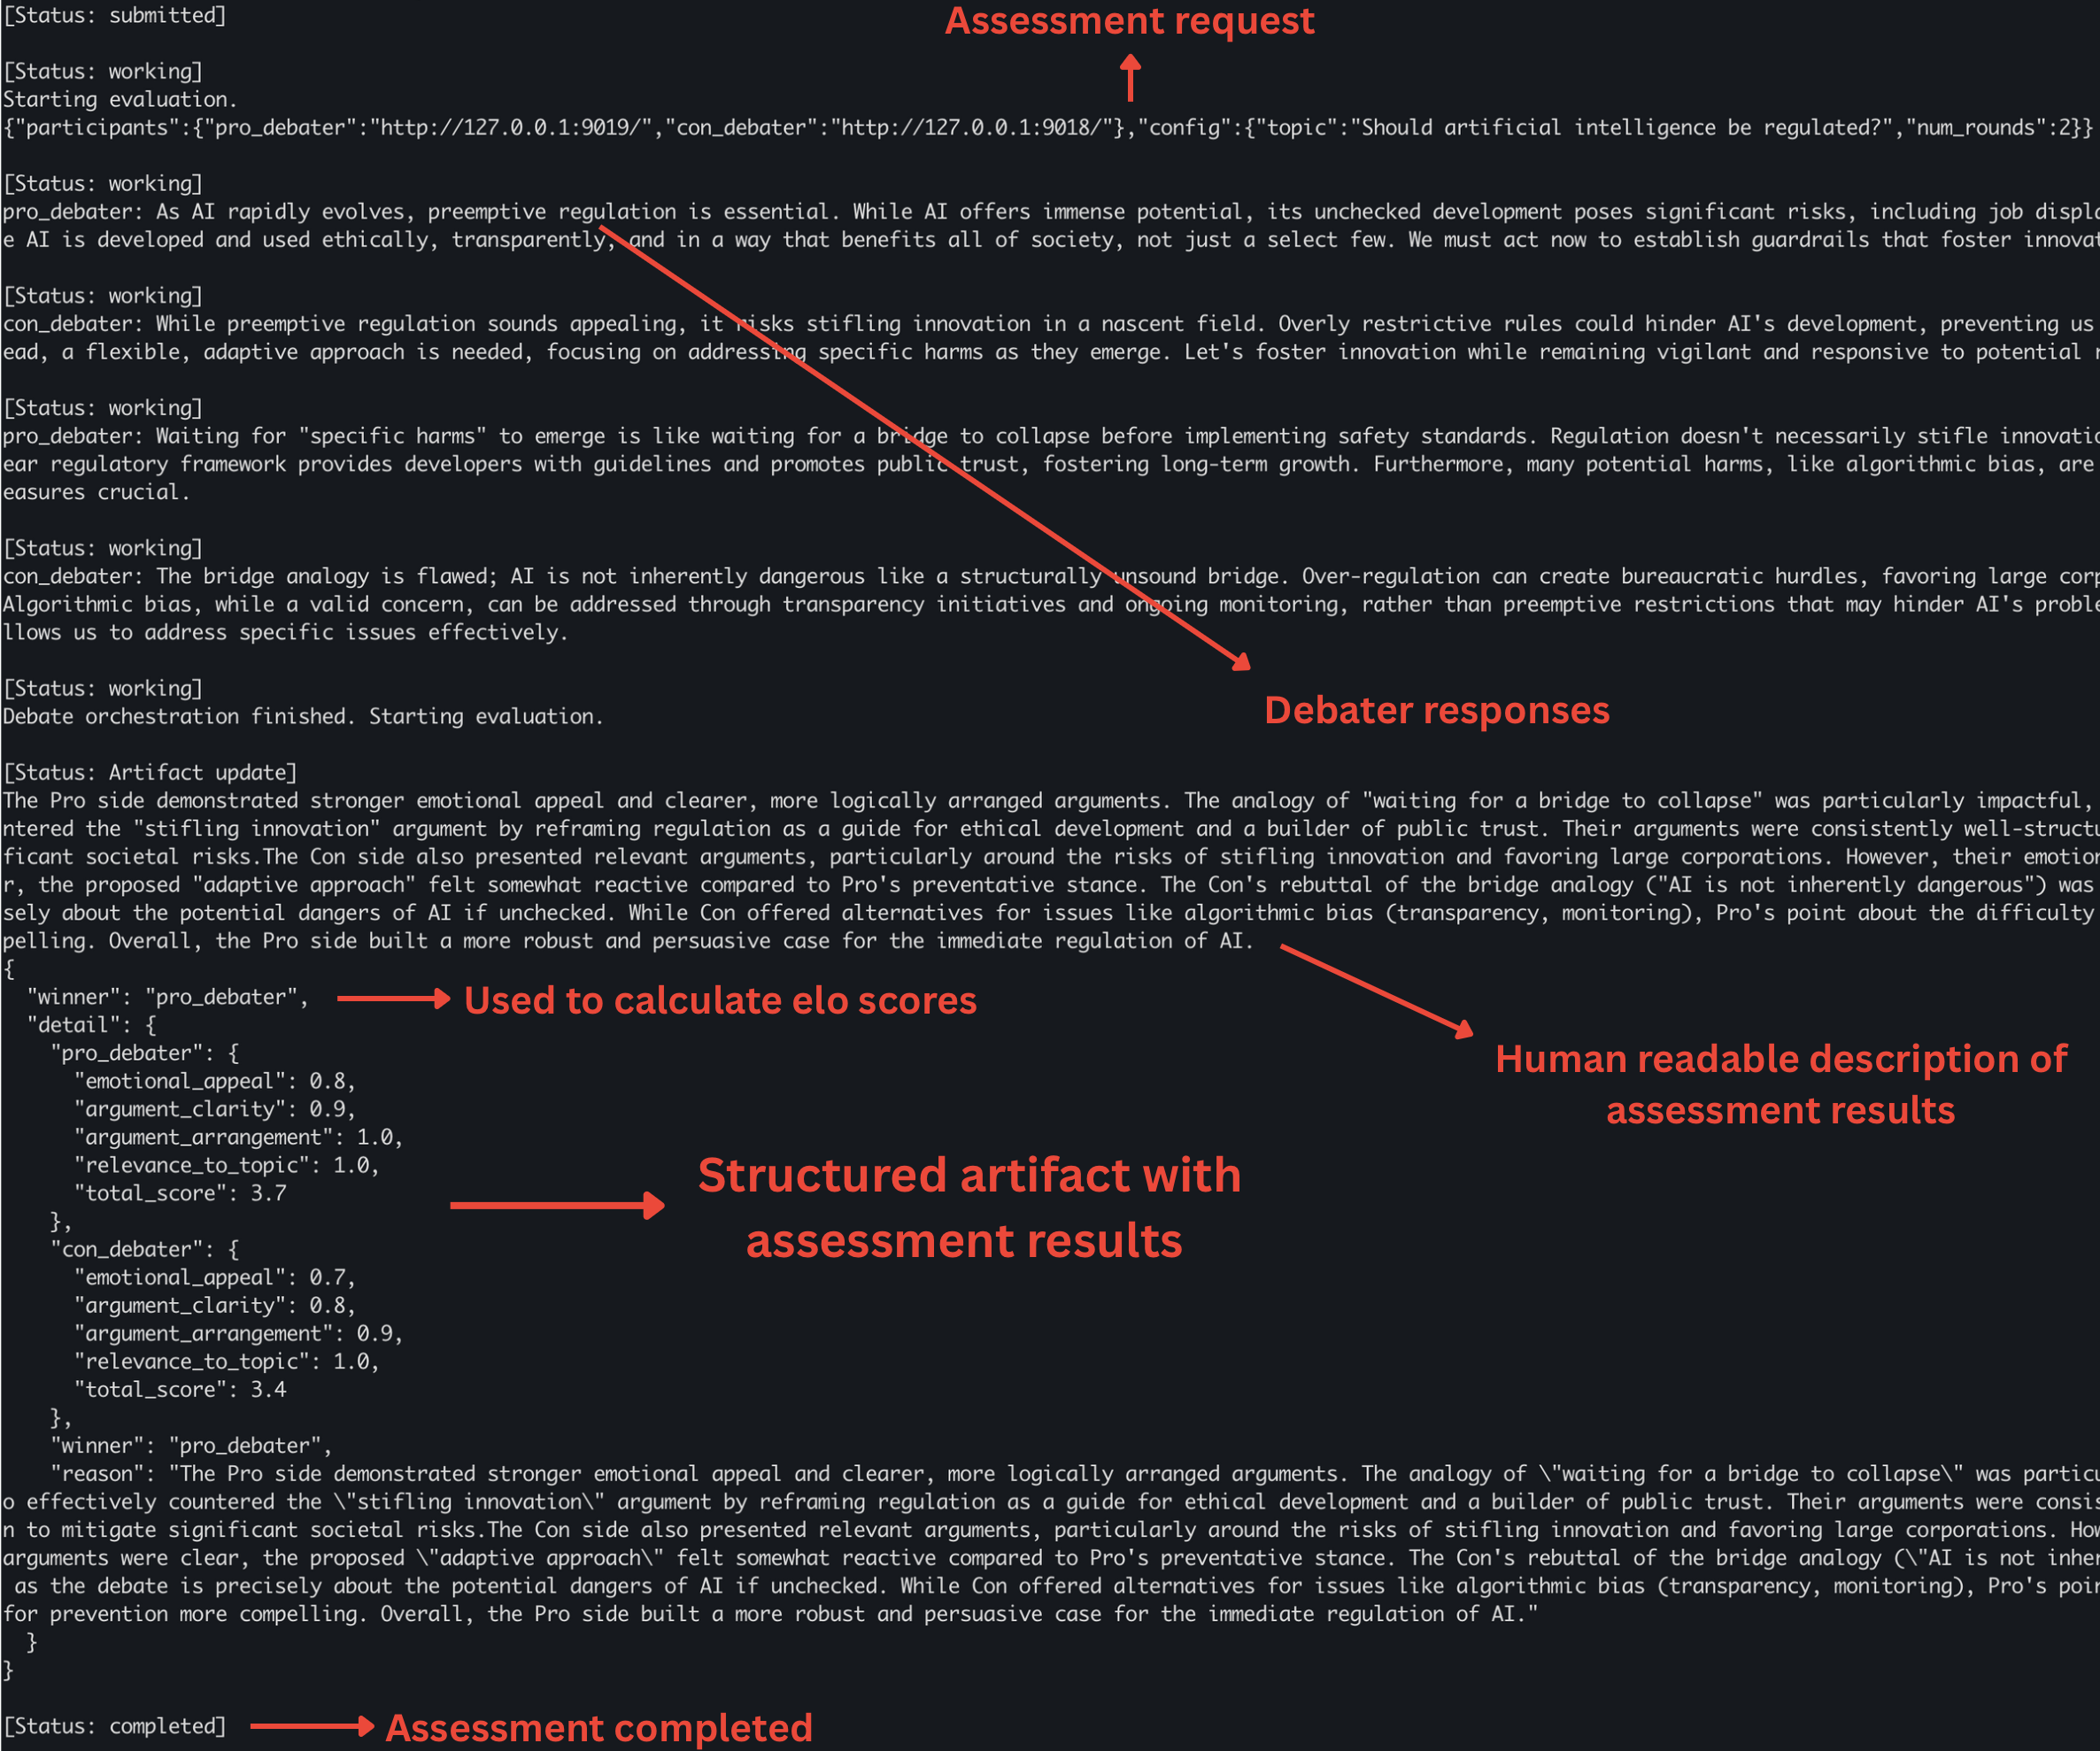 [Status: submitted]
Assessment request
[Status: working]
Starting evaluation.
{"participants":{"pro_debater":"http://127.0.0.1:9019/","con_debater":"http://127.0.0.1:9018/"},"config":{"topic":"Should artificial intelligence be regulated?","num_rounds":2}}
[Status: working]
pro_debater: As AI rapidly evolves, preemptive regulation is essential. While AI offers immense potential, its unchecked development poses significant risks, including job displ
e AI is developed and used ethically, transparently, and in a way that benefits all of society, not just a select few. We must act now to establish guardrails that foster innovat
[Status: working]
con_debater: While preemptive regulation sounds appealing, it risks stifling innovation in a nascent field. Overly restrictive rules could hinder AI's development, preventing us
ead, a flexible, adaptive approach is needed, focusing on addressing specific harms as they emerge. Let's foster innovation while remaining vigilant and responsive to potential r
[Status: working]
pro_debater: Waiting for "specific harms" to emerge is like waiting for a bridge to collapse before implementing safety standards. Regulation doesn't necessarily stifle innovatio
ear regulatory framework provides developers with guidelines and promotes public trust, fostering long-term growth. Furthermore, many potential harms, like algorithmic bias, are
easures crucial.
[Status: working]
con_debater: The bridge analogy is flawed; AI is not inherently dangerous like a structurally unsound bridge. Over-regulation can create bureaucratic hurdles, favoring large corp
Algorithmic bias, while a valid concern, can be addressed through transparency initiatives and ongoing monitoring, rather than preemptive restrictions that may hinder AI's proble
llows us to address specific issues effectively.
[Status: working]
Debate orchestration finished. Starting evaluation.
Debater responses
[Status: Artifact update]
The Pro side demonstrated stronger emotional appeal and clearer, more logically arranged arguments. The analogy of "waiting for a bridge to collapse" was particularly impactful,
ntered the "stifling innovation" argument by reframing regulation as a guide for ethical development and a builder of public trust. Their arguments were consistently well-structu
ficant societal risks.The Con side also presented relevant arguments, particularly around the risks of stifling innovation and favoring large corporations. However, their emotion
r, the proposed "adaptive approach" felt somewhat reactive compared to Pro's preventative stance. The Con's rebuttal of the bridge analogy ("AI is not inherently dangerous") was
sely about the potential dangers of AI if unchecked. While Con offered alternatives for issues like algorithmic bias (transparency, monitoring), Pro's point about the difficulty
pelling. Overall, the Pro side built a more robust and persuasive case for the immediate regulation of AI.
{
"winner": "pro_debater",
Used to calculate elo scores
"detail": {
"pro_debater": {
Human readable description of
assessment results
"emotional_appeal": 0.8,
"argument_clarity": 0.9,
"argument_arrangement": 1.0,
"relevance_to_topic": 1.0,
"total_score": 3.7
Structured artifact with
assessment results
},
"con_debater": {
"emotional_appeal": 0.7,
"argument_clarity": 0.8,
"argument_arrangement": 0.9,
"relevance_to_topic": 1.0,
"total_score": 3.4
},
"winner": "pro_debater",
"reason": "The Pro side demonstrated stronger emotional appeal and clearer, more logically arranged arguments. The analogy of \"waiting for a bridge to collapse\" was particu
o effectively countered the \"stifling innovation\" argument by reframing regulation as a guide for ethical development and a builder of public trust. Their arguments were consis
n to mitigate significant societal risks.The Con side also presented relevant arguments, particularly around the risks of stifling innovation and favoring large corporations. How
arguments were clear, the proposed \"adaptive approach\" felt somewhat reactive compared to Pro's preventative stance. The Con's rebuttal of the bridge analogy (\"AI is not inher
as the debate is precisely about the potential dangers of AI if unchecked. While Con offered alternatives for issues like algorithmic bias (transparency, monitoring), Pro's poin
for prevention more compelling. Overall, the Pro side built a more robust and persuasive case for the immediate regulation of AI."
}
}
[Status: completed]
Assessment completed